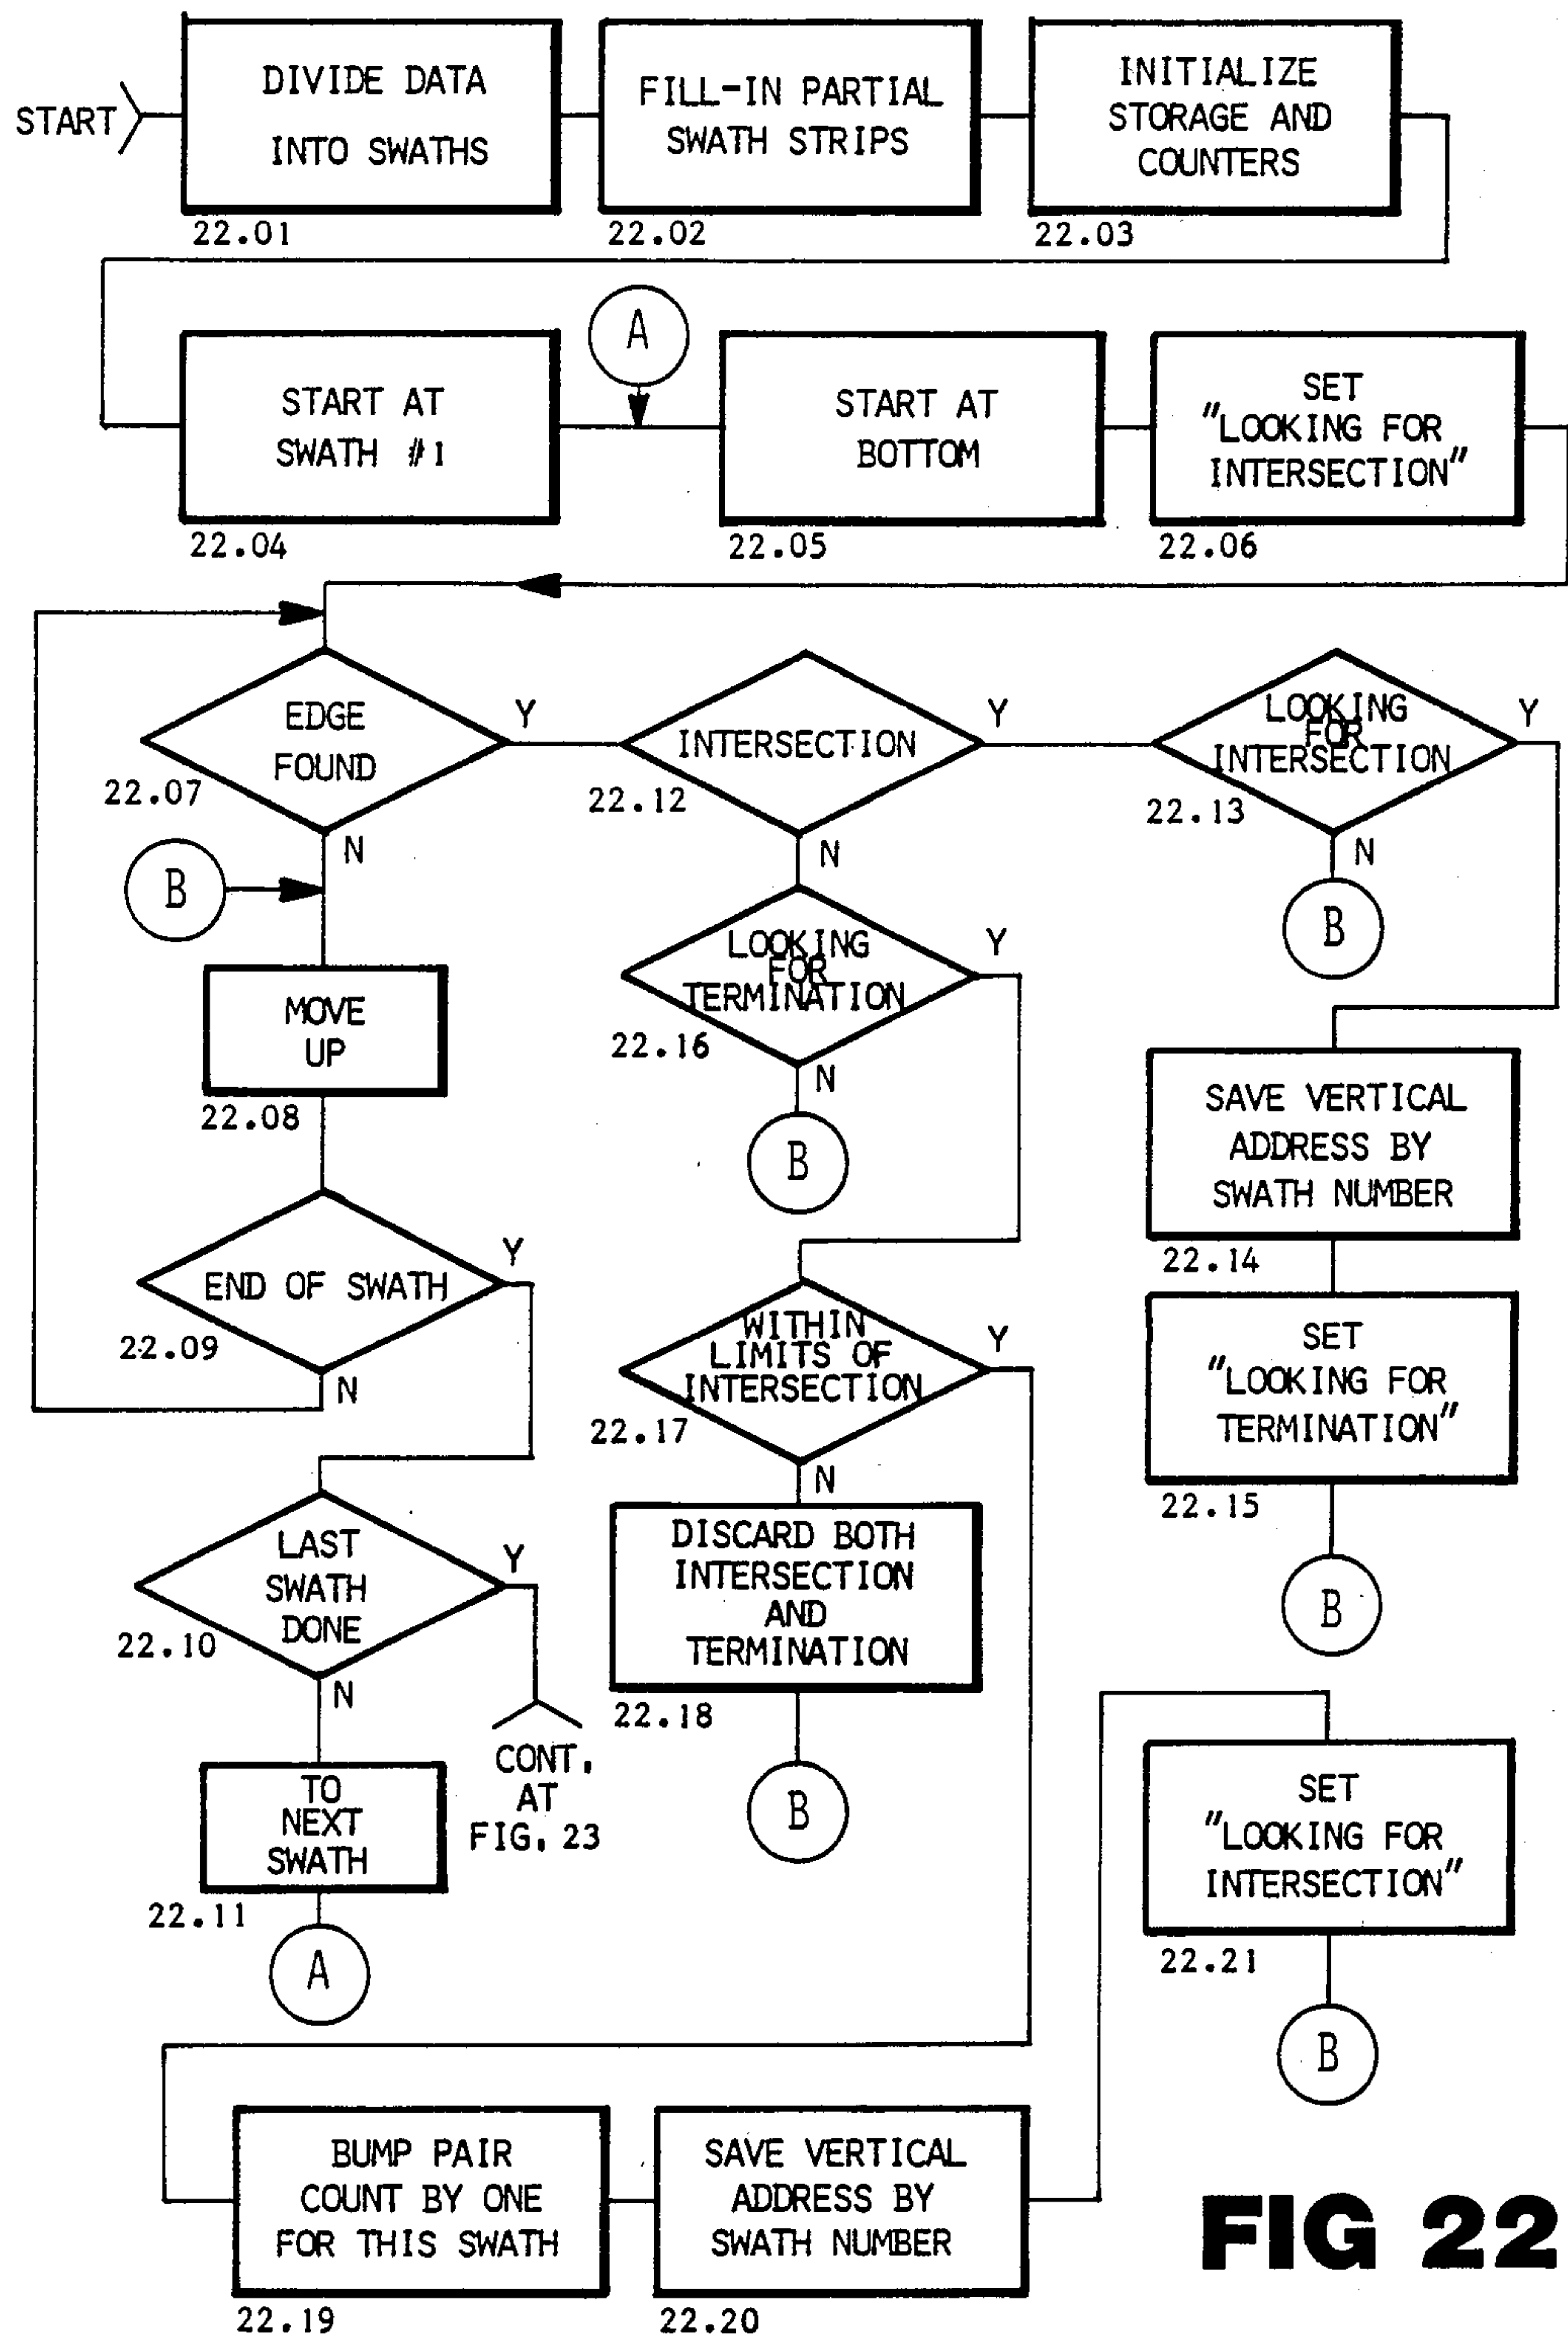 START
DIVIDE DATA
INTO SWATHS
22.01
FILL-IN PARTIAL
SWATH STRIPS
22.02
INITIALIZE
STORAGE AND
COUNTERS
22.03
START AT
SWATH #1
22.04
A
START AT
BOTTOM
22.05
SET
"LOOKING FOR
INTERSECTION"
22.06
EDGE
FOUND
Y
22.07
N
INTERSECTION
Y
22.12
N
LOOKING
FOR
INTERSECTION
Y
22.13
N
B
B
MOVE
UP
22.08
LOOKING
FOR
TERMINATION
Y
22.16
N
B
SAVE VERTICAL
ADDRESS BY
SWATH NUMBER
22.14
END OF SWATH
Y
22.09
N
WITHIN
LIMITS OF
INTERSECTION
Y
22.17
N
SET
"LOOKING FOR
TERMINATION"
22.15
B
LAST
SWATH
DONE
Y
22.10
N
CONT.
AT
FIG. 23
DISCARD BOTH
INTERSECTION
AND
TERMINATION
22.18
B
TO
NEXT
SWATH
22.11
A
SET
"LOOKING FOR
INTERSECTION"
22.21
B
BUMP PAIR
COUNT BY ONE
FOR THIS SWATH
22.19
SAVE VERTICAL
ADDRESS BY
SWATH NUMBER
22.20
FIG 22